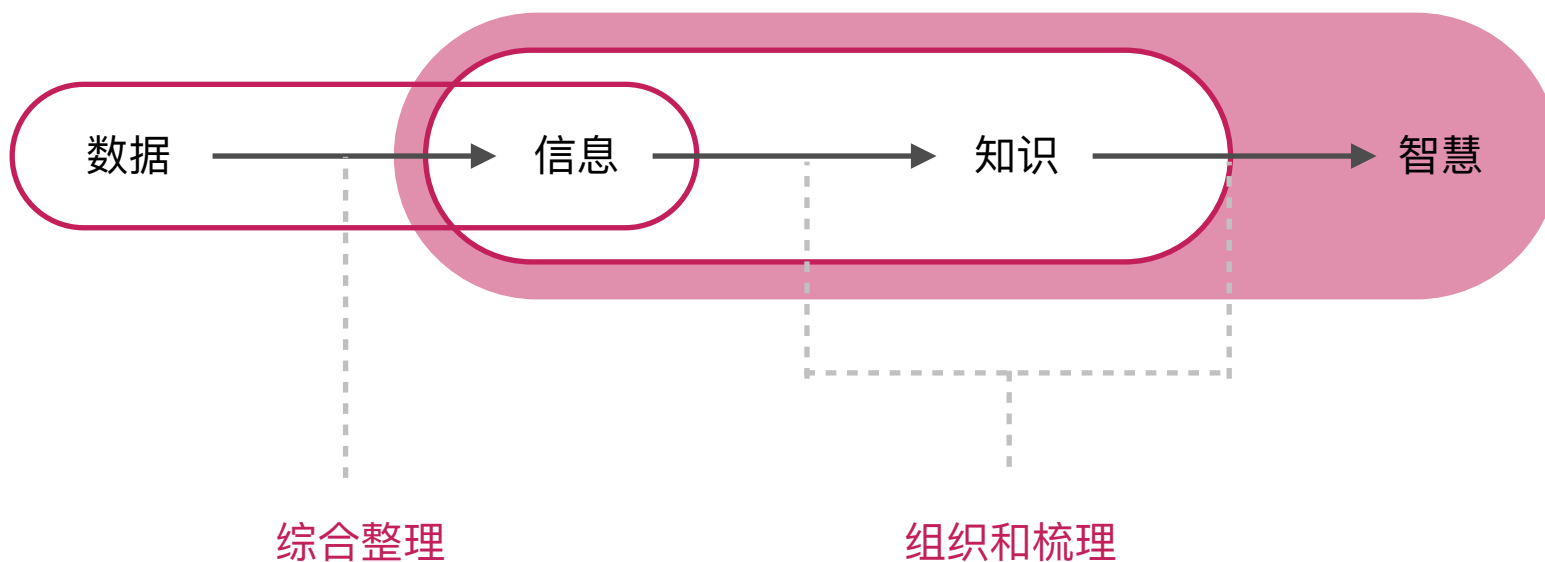 数据 信息 知识 智慧
综合整理 组织和梳理